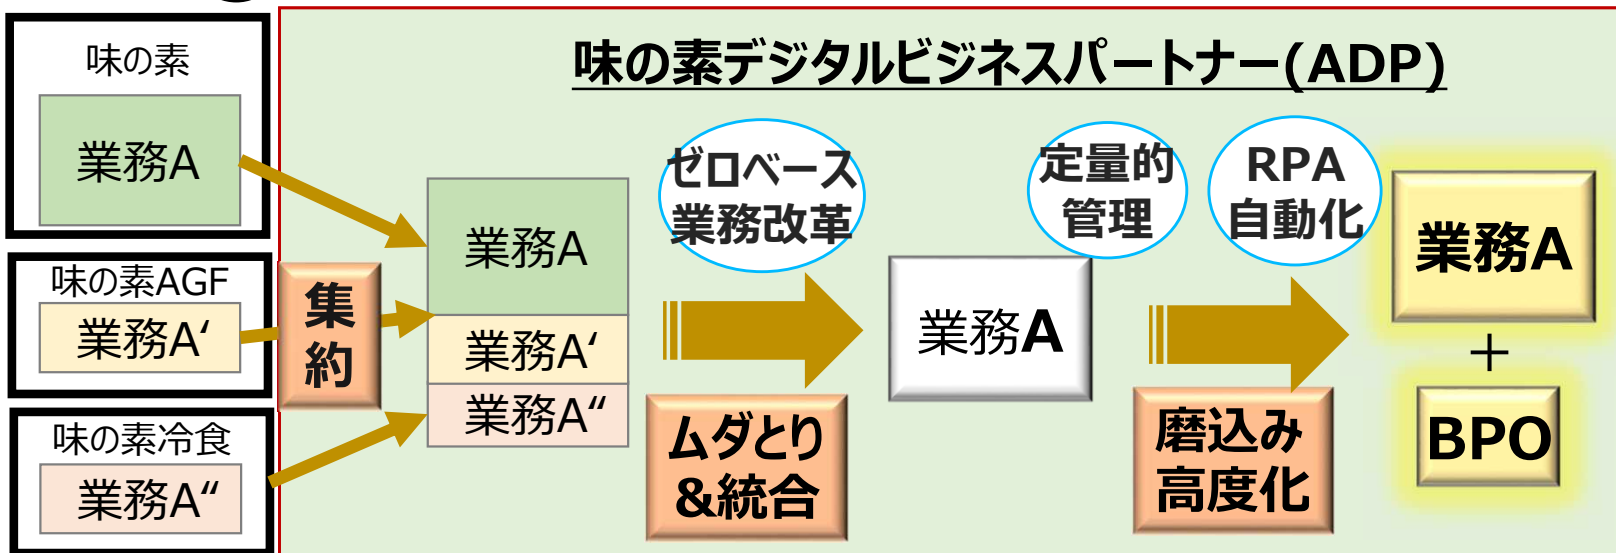 味の素デジタルビジネスパートナー(ADP)
味の素
業務A
味の素AGF
業務A‘
味の素冷食
業務A“
集
約
業務A
業務A‘
業務A“
ゼロベース
業務改革
ムダとり
&統合
業務A
定量的
管理
RPA
自動化
磨込み
高度化
業務A
＋
BPO